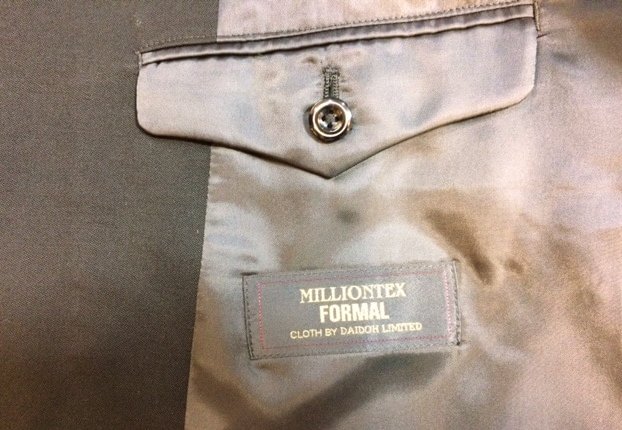 MILLIONTEX
FORMAL
CLOTH BY DAIDOH LIMITED